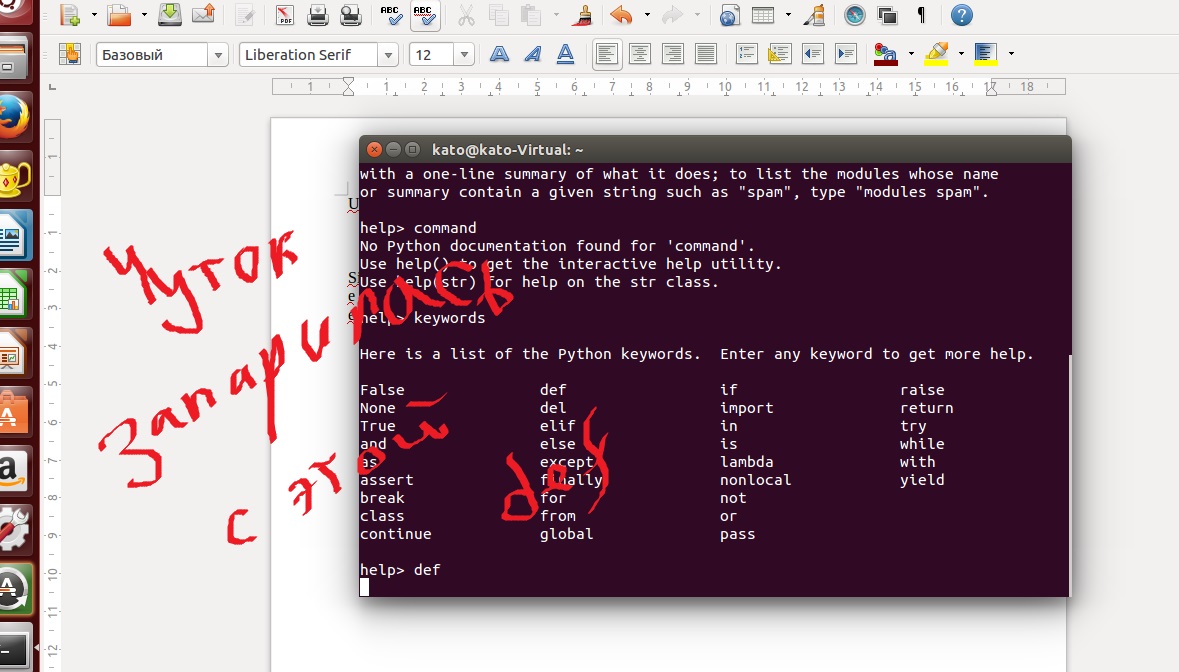 Базовый
Liberation Serif
12
1 1 2 3 4 5 6 7 8 9 10 11 12 13 14 15 16 17 18
kato@kato-Virtual: ~
with a one-line summary of what it does; to list the modules whose name
or summary contain a given string such as "spam", type "modules spam".
help> command
No Python documentation found for 'command'.
Use help() to get the interactive help utility.
Use help(str) for help on the str class.
help> keywords
Here is a list of the Python keywords.  Enter any keyword to get more help.
False def if raise
None del import return
True elif in try
and else is while
as except lambda with
assert finally nonlocal yield
break for not
class from or
continue global pass
help> def
Чуток
Запарилась
с этой
def